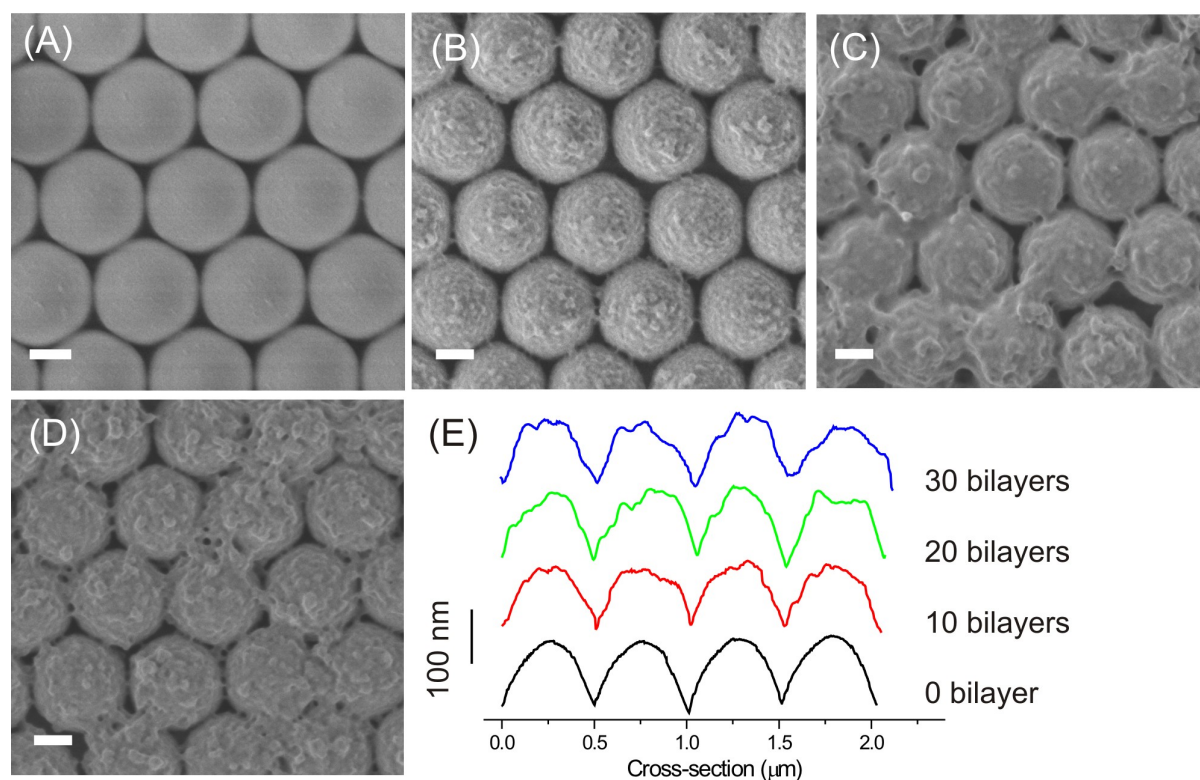 (A)
(B)
(C)
(D)
(E)
30 bilayers
20 bilayers
10 bilayers
0 bilayer
100 nm
0.0 0.5 1.0 1.5 2.0
Cross-section (μm)